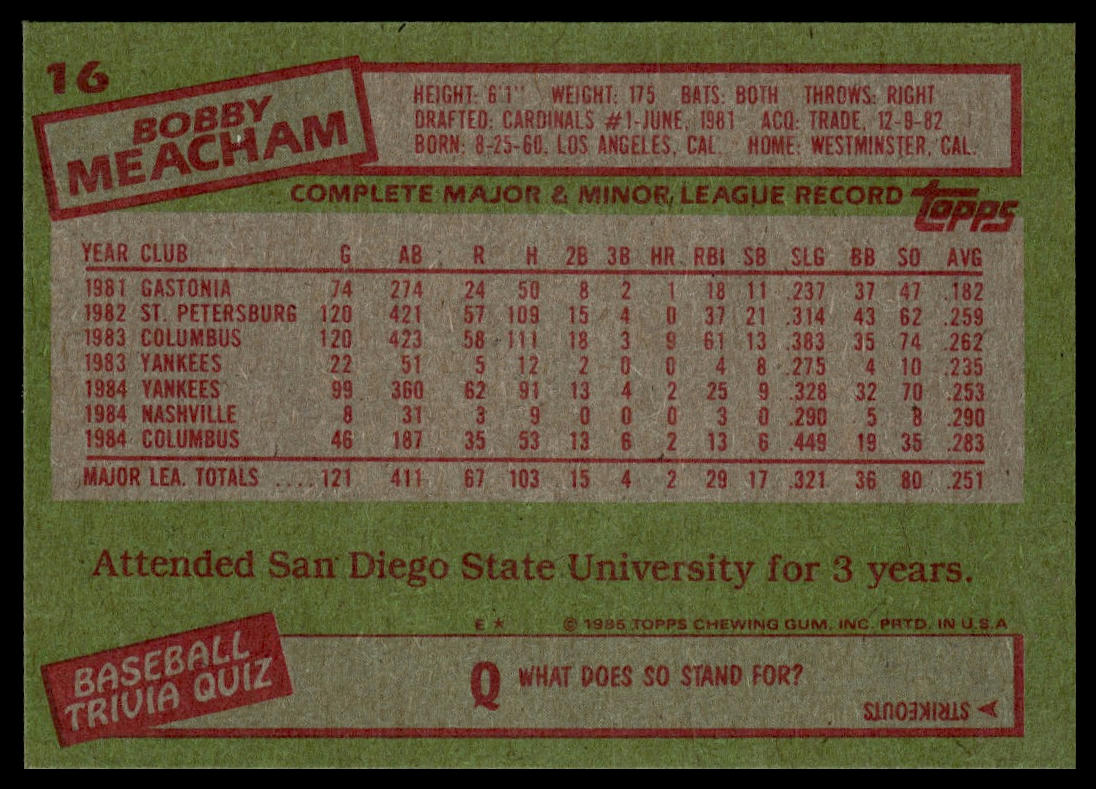 16
BOBBY
MEACHAM
HEIGHT: 6'1" WEIGHT: 175 BATS: BOTH THROWS: RIGHT
DRAFTED: CARDINALS #1-JUNE, 1981 ACQ: TRADE, 12-9-82
BORN: 8-25-60, LOS ANGELES, CAL. HOME: WESTMINSTER, CAL.
COMPLETE MAJOR & MINOR LEAGUE RECORD
topps
YEAR CLUB G AB R H 2B 3B HR RBI SB SLG BB SO AVG
1981 GASTONIA 74 274 24 50 8 2 1 18 11 .237 37 47 .182
1982 ST. PETERSBURG 120 421 57 109 15 4 0 37 21 .314 43 62 .259
1983 COLUMBUS 120 423 58 111 18 3 9 61 13 .383 35 74 .262
1983 YANKEES 22 51 5 12 2 0 0 4 8 .275 4 10 .235
1984 YANKEES 99 360 62 91 13 4 2 25 9 .328 32 70 .253
1984 NASHVILLE 8 31 3 9 0 0 0 3 0 .290 5 8 .290
1984 COLUMBUS 46 187 35 53 13 6 2 13 6 .449 19 35 .283
MAJOR LEA. TOTALS ....121 411 67 103 15 4 2 29 17 .321 36 80 .251
Attended San Diego State University for 3 years.
E * © 1985 TOPPS CHEWING GUM, INC. PRTD. IN U.S.A
BASEBALL
TRIVIA QUIZ
Q WHAT DOES SO STAND FOR?
STRIKEOUTS